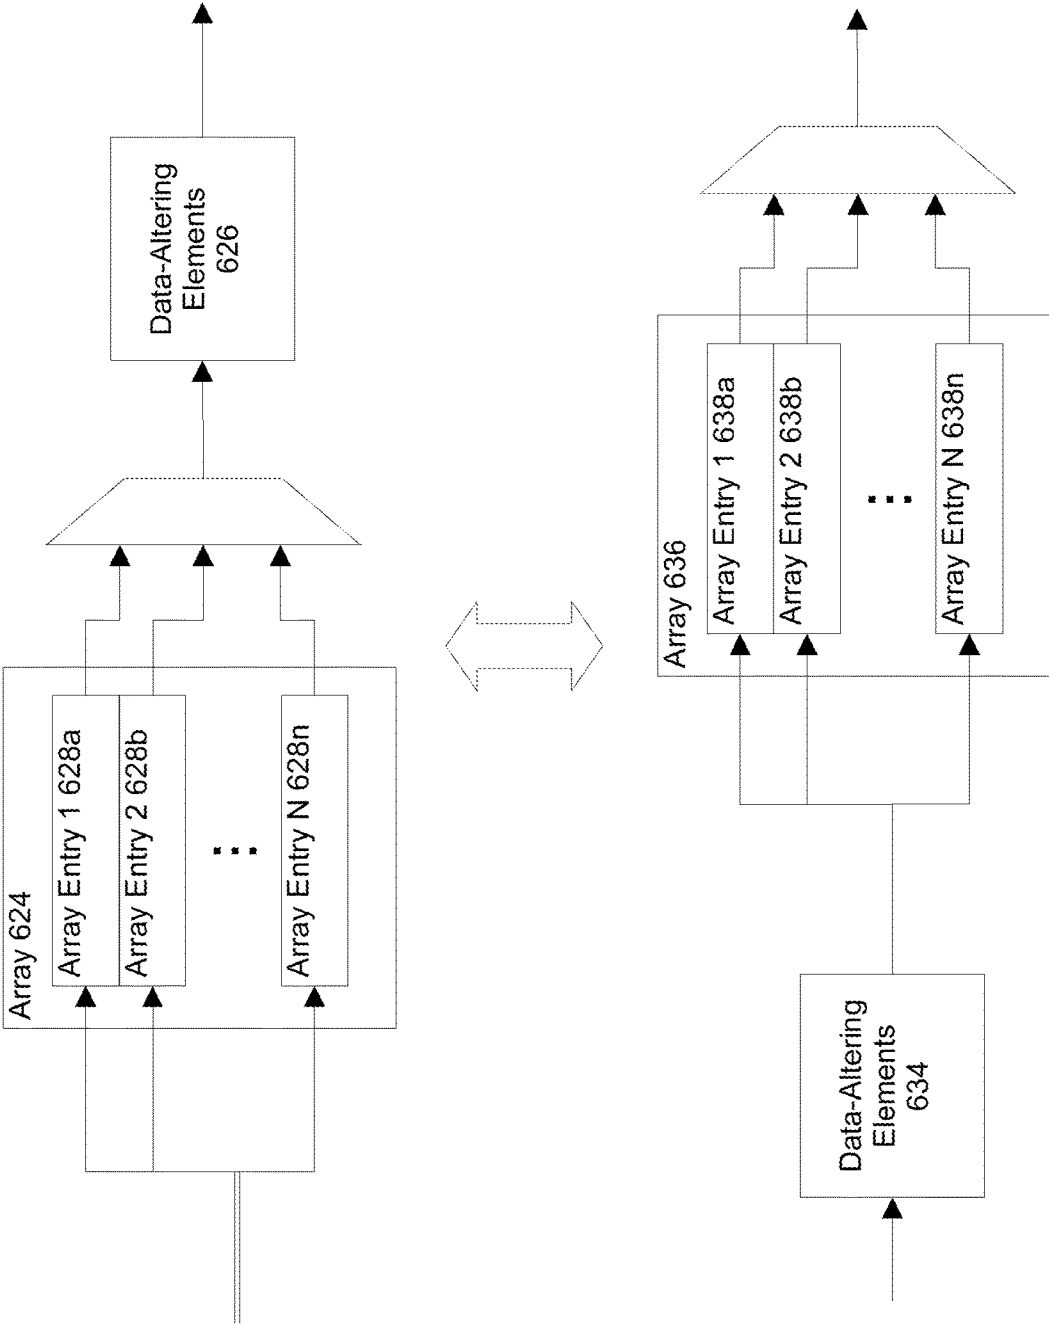 Array 624
Array Entry 1 628a
Array Entry 2 628b
Array Entry N 628n
Data-Altering
Elements
626
Data-Altering
Elements
634
Array 636
Array Entry 1 638a
Array Entry 2 638b
Array Entry N 638n